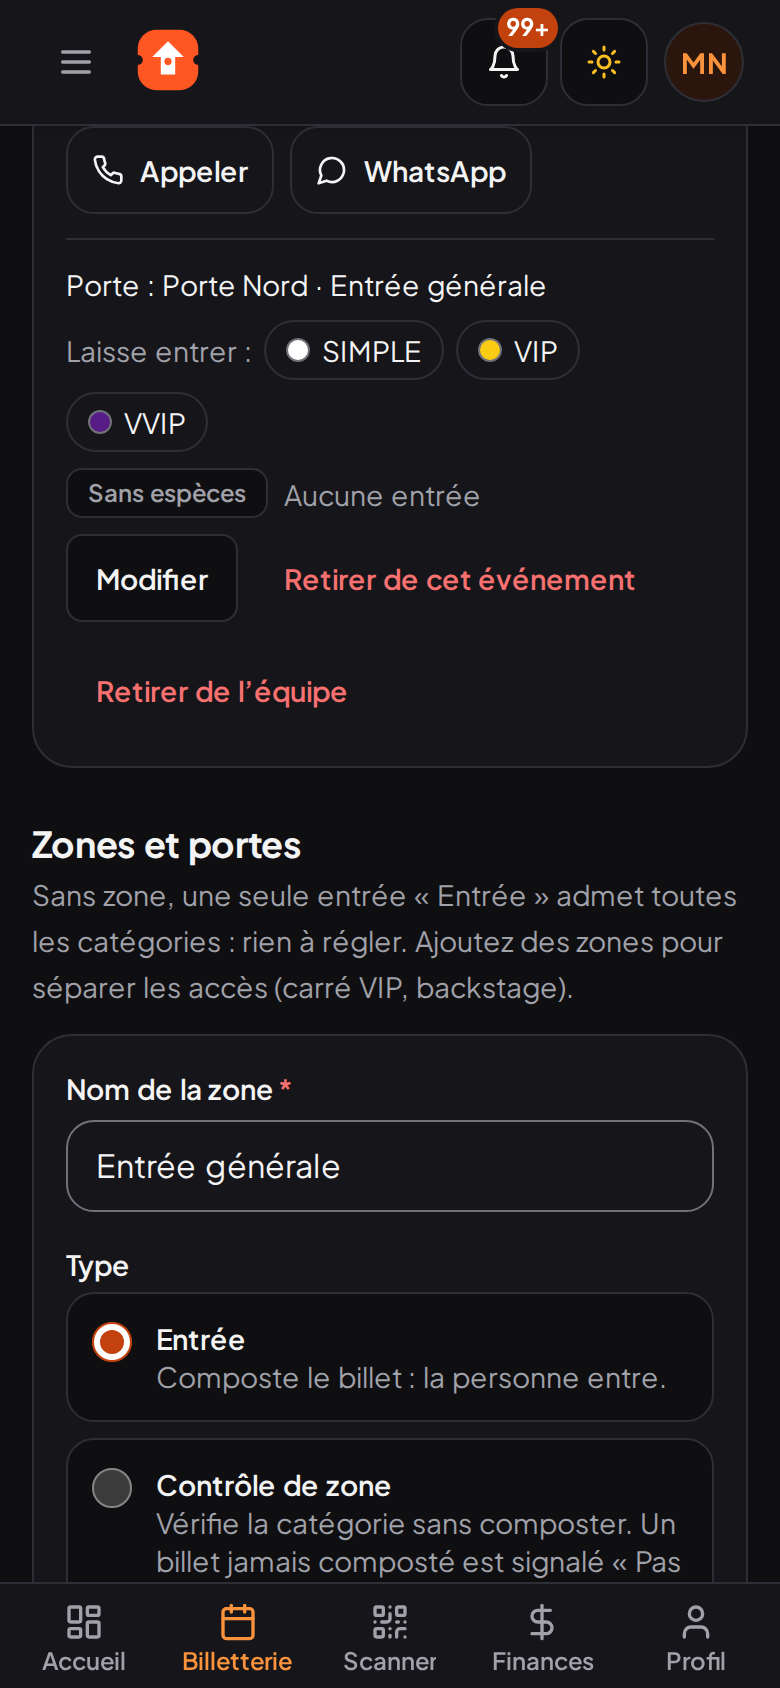 99+
MN
Appeler
WhatsApp
Porte : Porte Nord · Entrée générale
Laisse entrer :
SIMPLE
VIP
VVIP
Sans espèces
Aucune entrée
Modifier
Retirer de cet événement
Retirer de l’équipe
Zones et portes
Sans zone, une seule entrée « Entrée » admet toutes
les catégories : rien à régler. Ajoutez des zones pour
séparer les accès (carré VIP, backstage).
Nom de la zone *
Entrée générale
Type
Entrée
Composte le billet : la personne entre.
Contrôle de zone
Vérifie la catégorie sans composter. Un
billet jamais composté est signalé « Pas
Accueil
Billetterie
Scanner
Finances
Profil